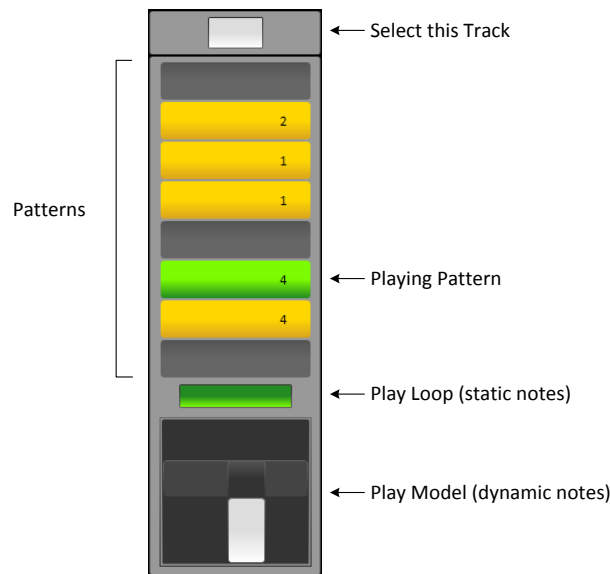 Select this Track
2
1
1
Patterns
4
Playing Pattern
4
Play Loop (static notes)
Play Model (dynamic notes)